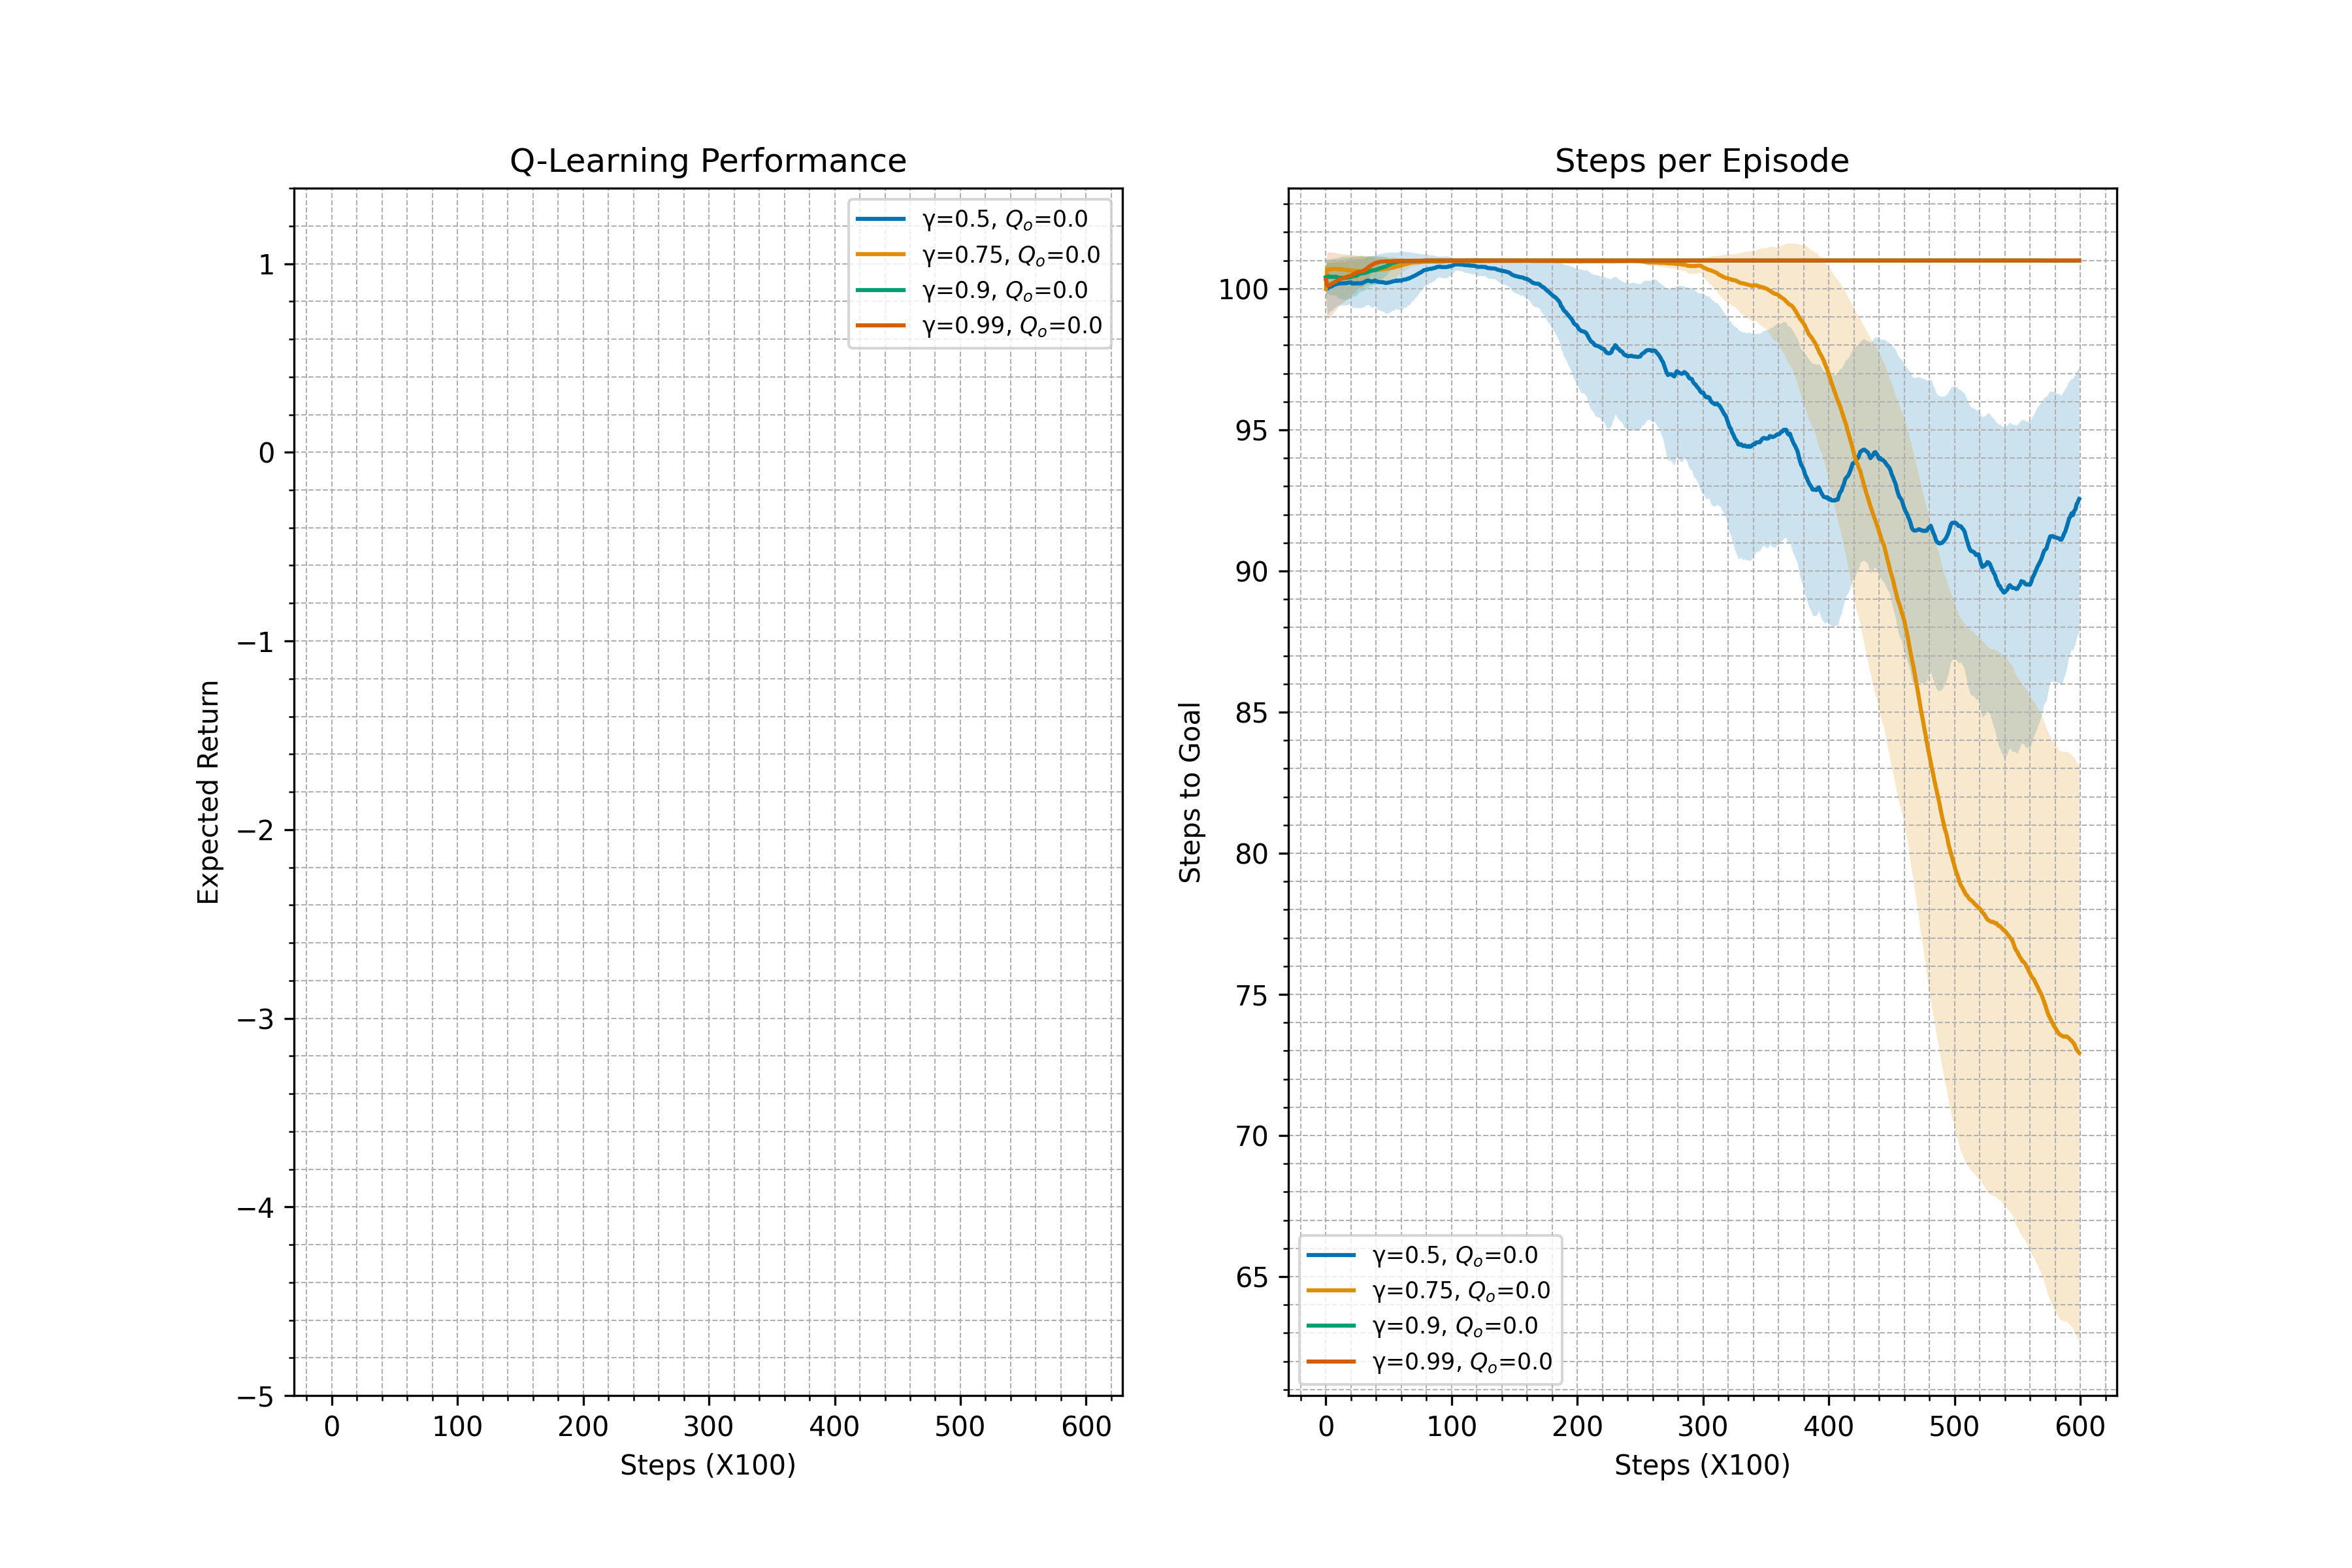 Q-Learning Performance
γ=0.5, Qo=0.0
γ=0.75, Qo=0.0
γ=0.9, Qo=0.0
γ=0.99, Qo=0.0
Expected Return
1
0
−1
−2
−3
−4
−5
0 100 200 300 400 500 600
Steps (X100)
Steps per Episode
Steps to Goal
100
95
90
85
80
75
70
65
γ=0.5, Qo=0.0
γ=0.75, Qo=0.0
γ=0.9, Qo=0.0
γ=0.99, Qo=0.0
0 100 200 300 400 500 600
Steps (X100)